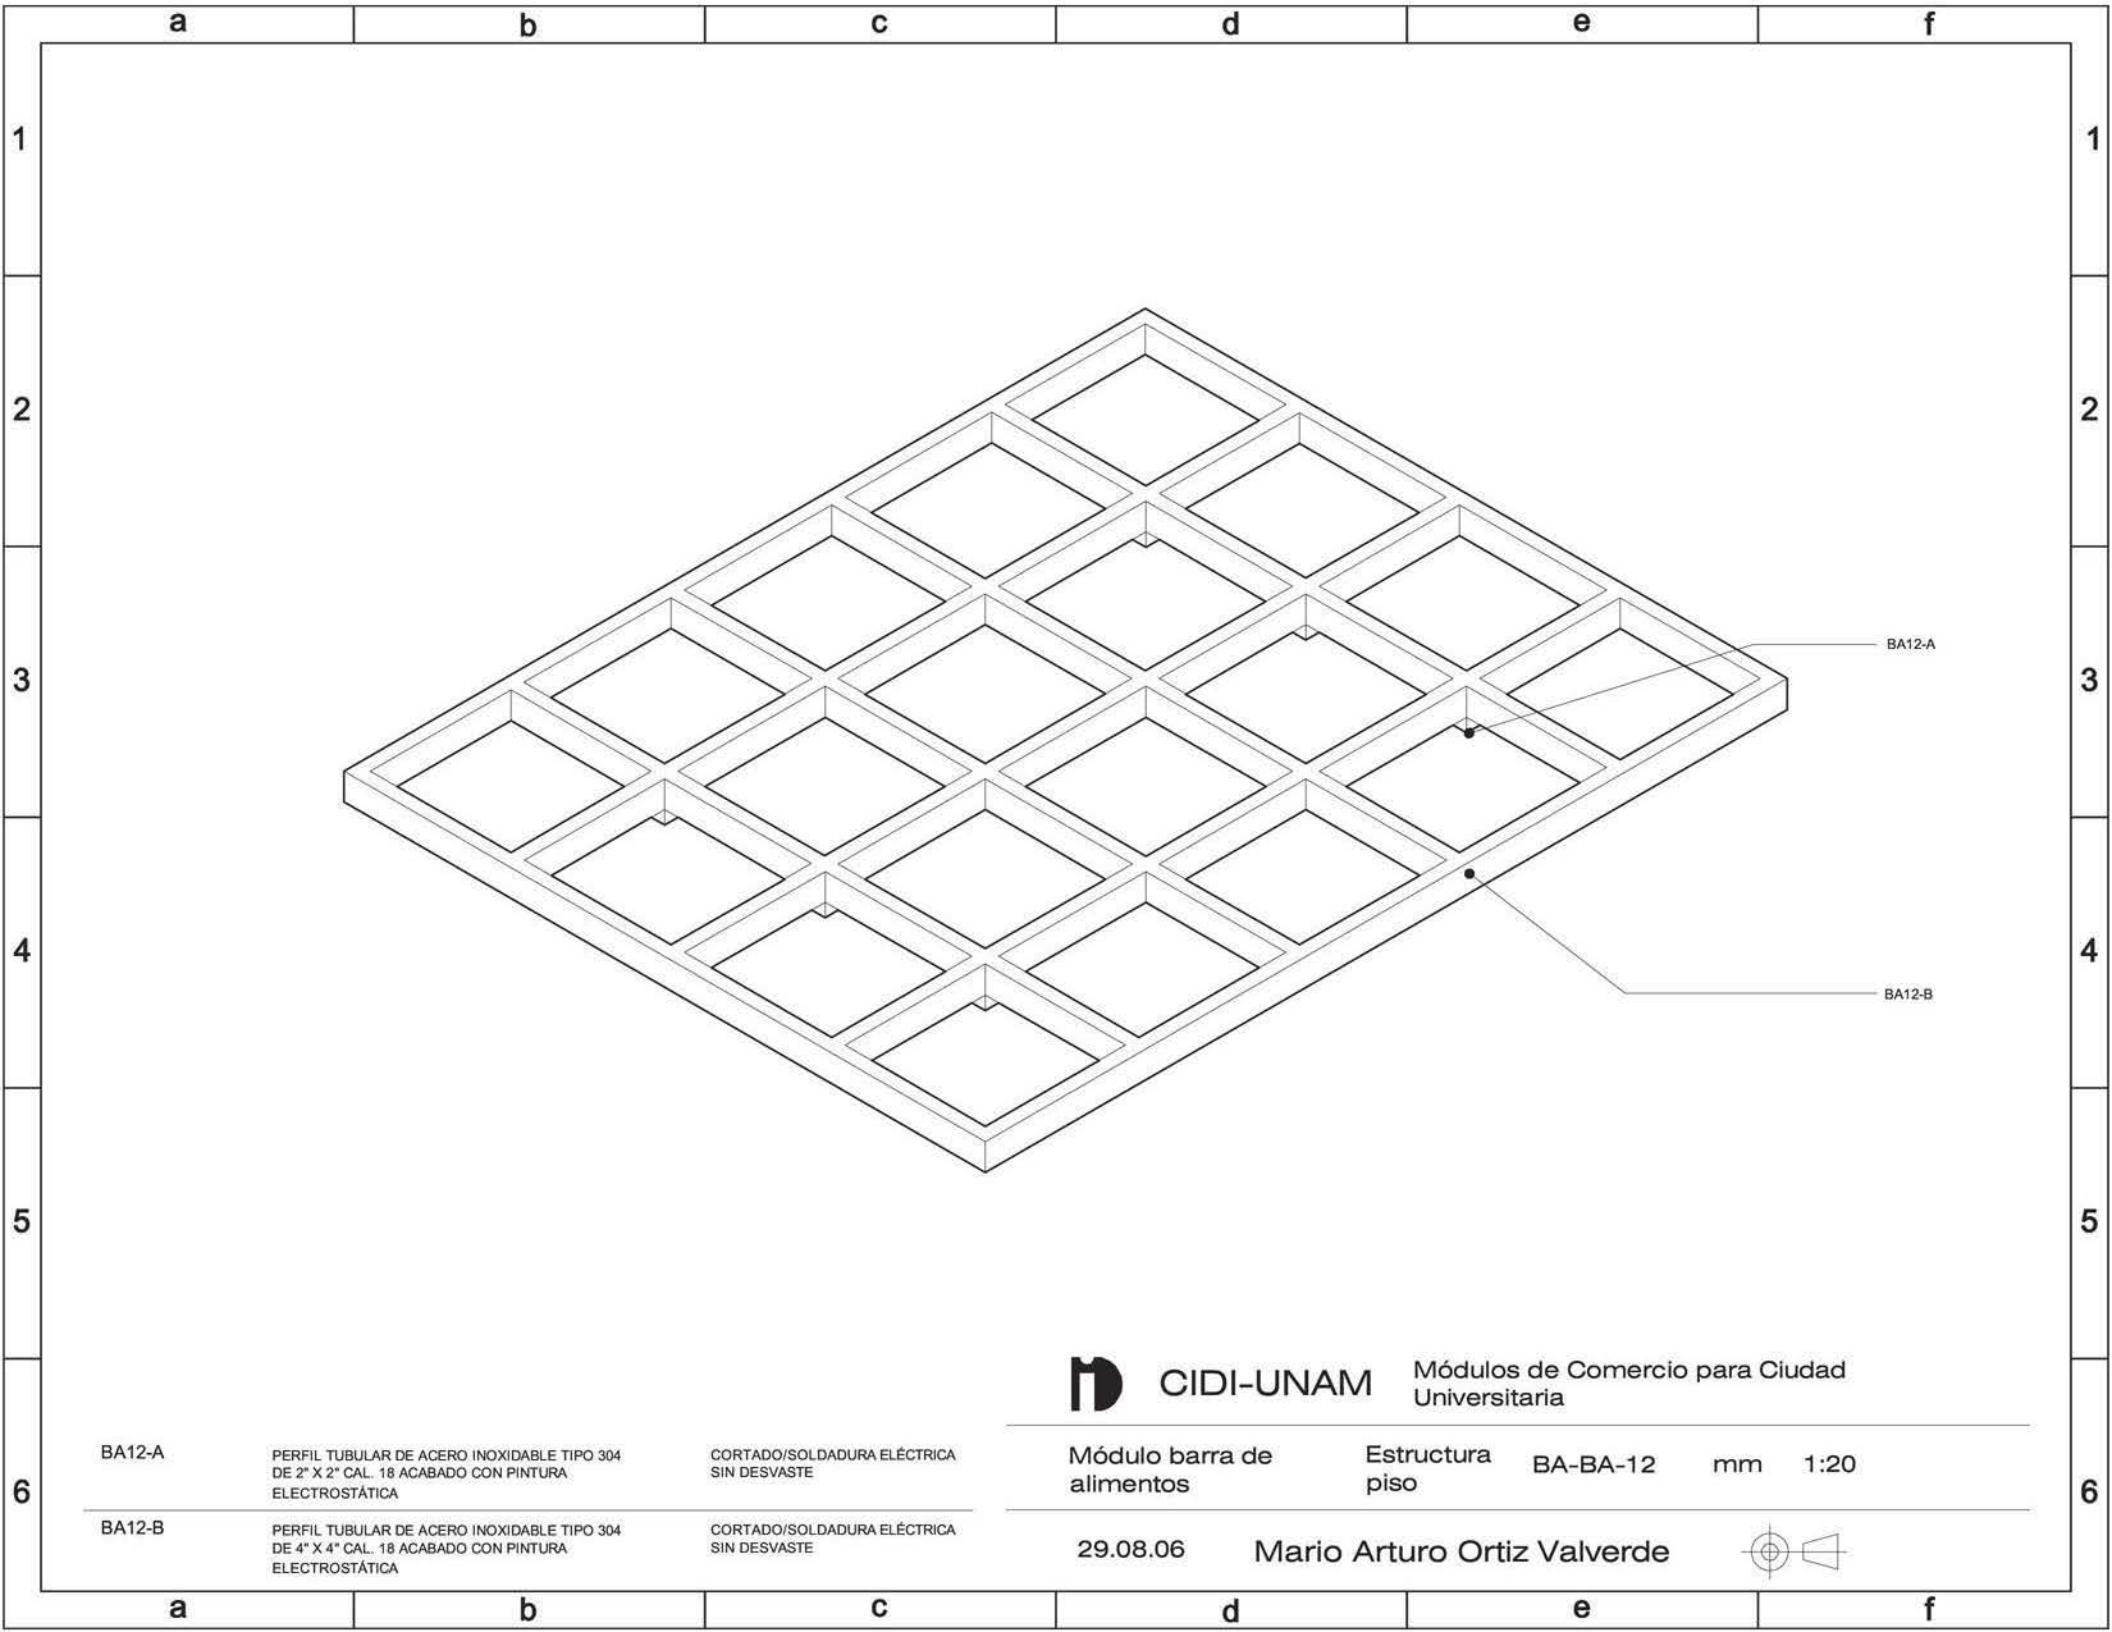 a b c d e f
1 1
2 2
3 3
4 4
5 5
6 6
BA12-A
BA12-B
CIDI-UNAM
Módulos de Comercio para Ciudad
Universitaria
BA12-A
PERFIL TUBULAR DE ACERO INOXIDABLE TIPO 304
DE 2" X 2" CAL. 18 ACABADO CON PINTURA
ELECTROSTÁTICA
CORTADO/SOLDADURA ELÉCTRICA
SIN DESVASTE
Módulo barra de
alimentos
Estructura
piso
BA-BA-12
mm
1:20
BA12-B
PERFIL TUBULAR DE ACERO INOXIDABLE TIPO 304
DE 4" X 4" CAL. 18 ACABADO CON PINTURA
ELECTROSTÁTICA
CORTADO/SOLDADURA ELÉCTRICA
SIN DESVASTE
29.08.06
Mario Arturo Ortiz Valverde
a b c d e f